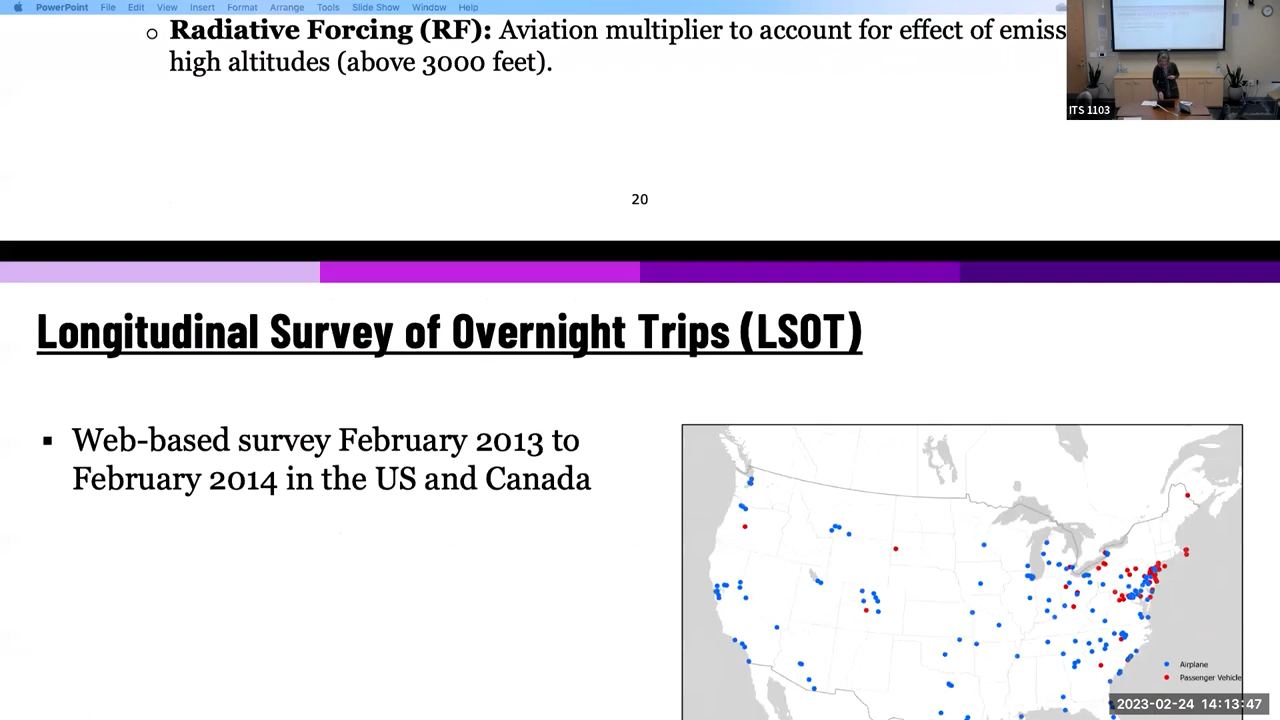 PowerPoint File Edit View Insert Format Arrange Tools Slide Show Window Help
Radiative Forcing (RF): Aviation multiplier to account for effect of emiss
high altitudes (above 3000 feet).
ITS 1103
20
Longitudinal Survey of Overnight Trips (LSOT)
Web-based survey February 2013 to
February 2014 in the US and Canada
Airplane
Passenger Vehicle
2023-02-24 14:13:47